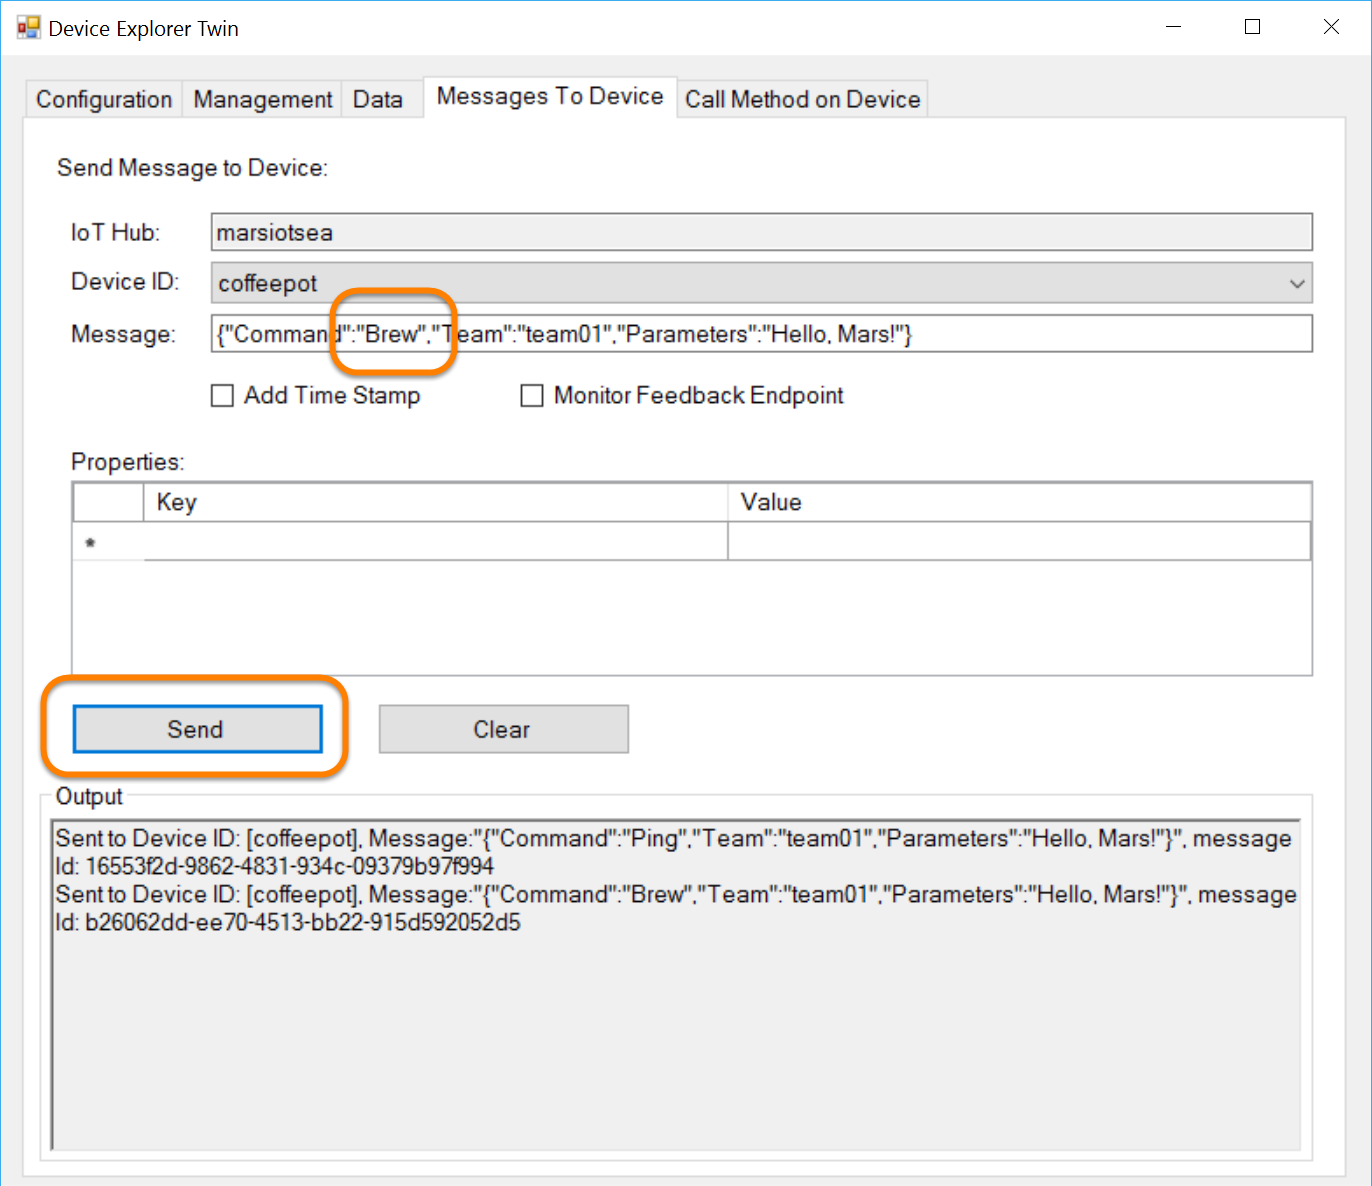 Device Explorer Twin
Configuration Management Data Messages To Device Call Method on Device
Send Message to Device:
IoT Hub: marsiotsea
Device ID: coffeepot
Message: {"Command":"Brew","Team":"team01","Parameters":"Hello, Mars!"}
Add Time Stamp Monitor Feedback Endpoint
Properties:
Key Value
*
Send Clear
Output
Sent to Device ID: [coffeepot], Message:"{"Command":"Ping","Team":"team01","Parameters":"Hello, Mars!"}", message
Id: 16553f2d-9862-4831-934c-09379b97f994
Sent to Device ID: [coffeepot], Message:"{"Command":"Brew","Team":"team01","Parameters":"Hello, Mars!"}", message
Id: b26062dd-ee70-4513-bb22-915d592052d5